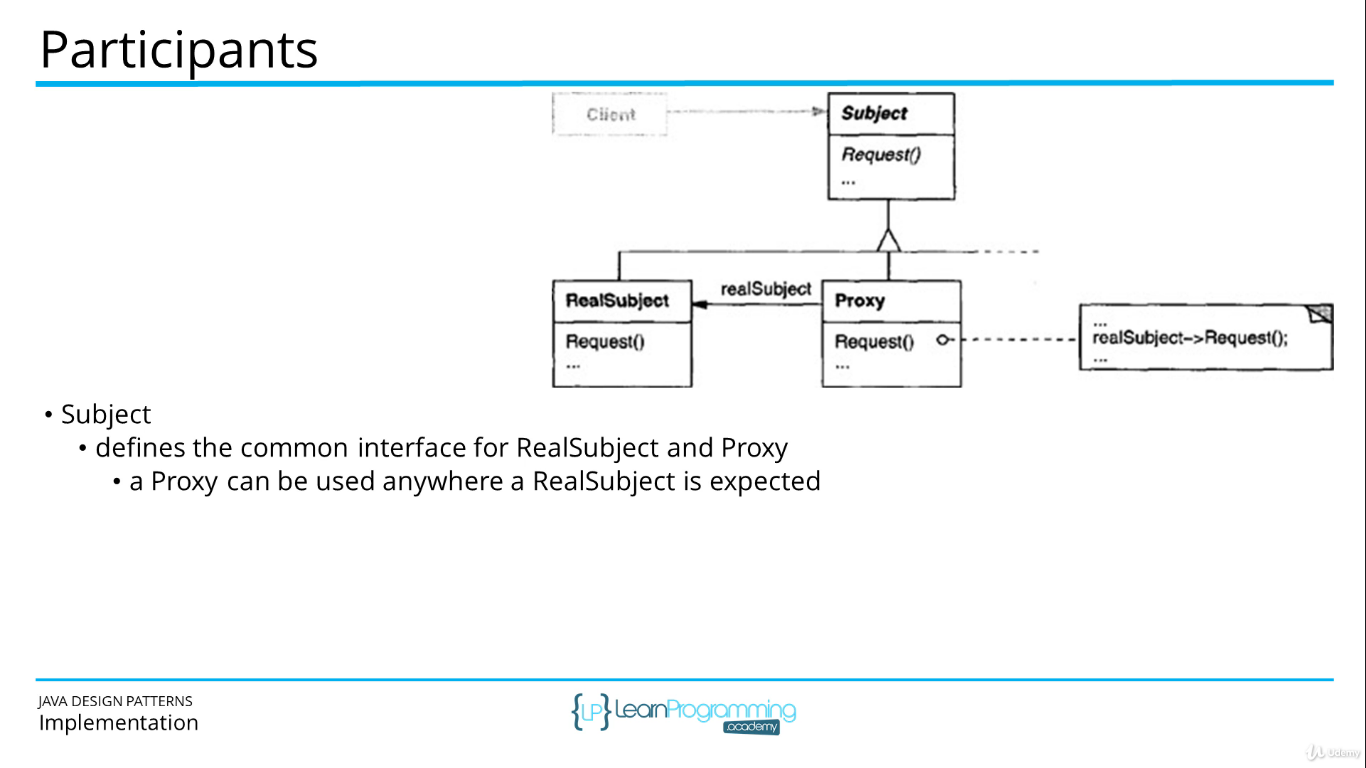 Participants
Client
Subject
Request()
...
realSubject
RealSubject
Request()
...
Proxy
Request()
...
...
realSubject->Request();
...
• Subject
• defines the common interface for RealSubject and Proxy
• a Proxy can be used anywhere a RealSubject is expected
JAVA DESIGN PATTERNS
Implementation
{LP} LearnProgramming
.academy
Udemy